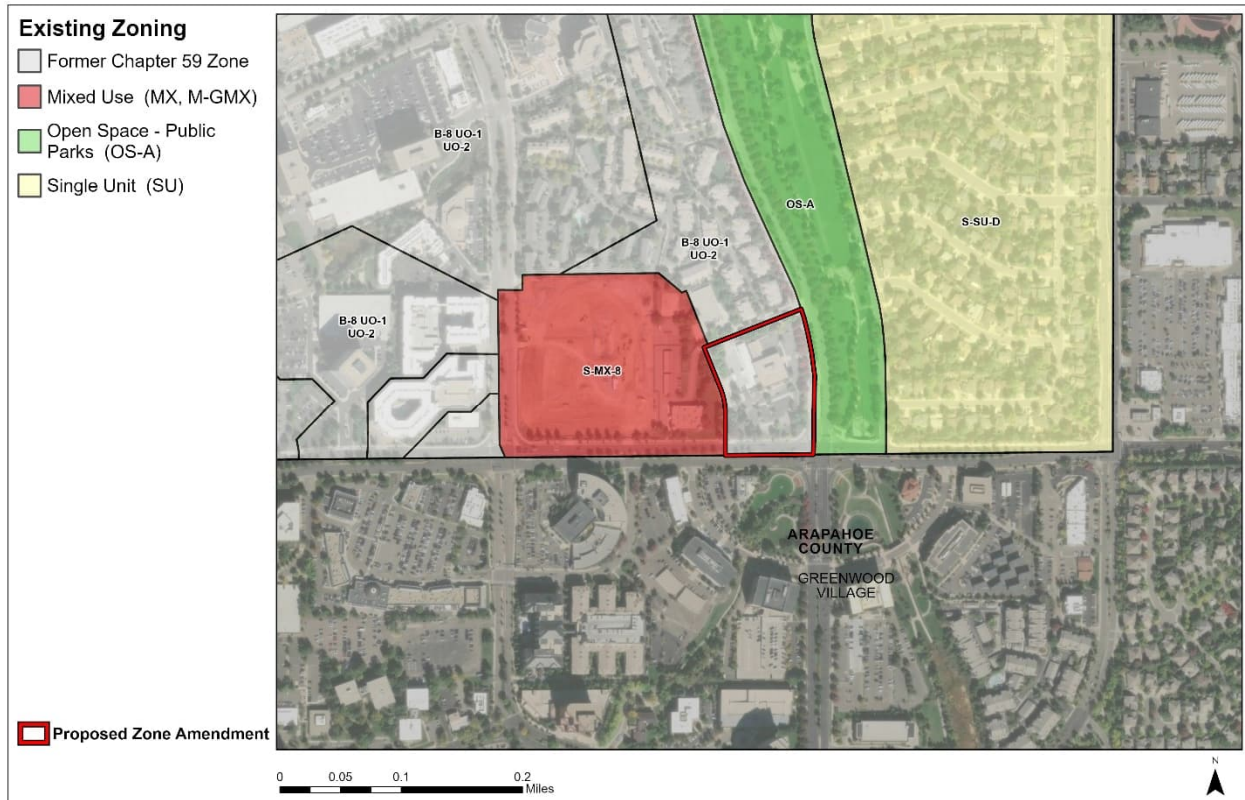 Existing Zoning
Former Chapter 59 Zone
Mixed Use (MX, M-GMX)
Open Space - Public
Parks (OS-A)
Single Unit (SU)
Proposed Zone Amendment
B-8 UO-1
UO-2
OS-A
S-SU-D
B-8 UO-1
UO-2
B-8 UO-1
UO-2
S-MX-8
ARAPAHOE
COUNTY
GREENWOOD
VILLAGE
0 0.05 0.1 0.2
Miles
N